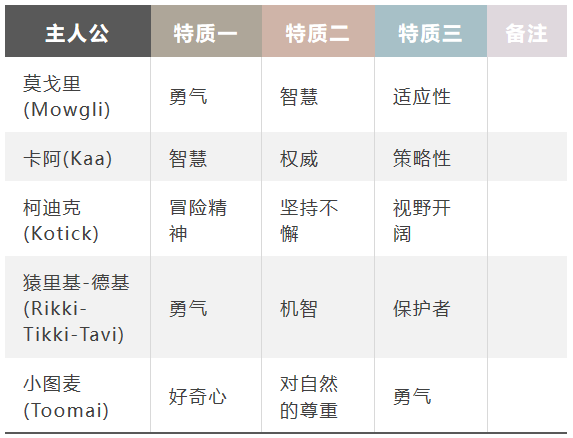 主人公 特质一 特质二 特质三 备注
莫戈里
(Mowgli) 勇气 智慧 适应性
卡阿(Kaa) 智慧 权威 策略性
柯迪克 冒险精 坚持不 视野开
(Kotick) 神 懈 阔
猿里基-德基
(Rikki- 勇气 机智 保护者
Tikki-Tavi)
小图麦 好奇心 对自然 勇气
(Toomai) 的尊重